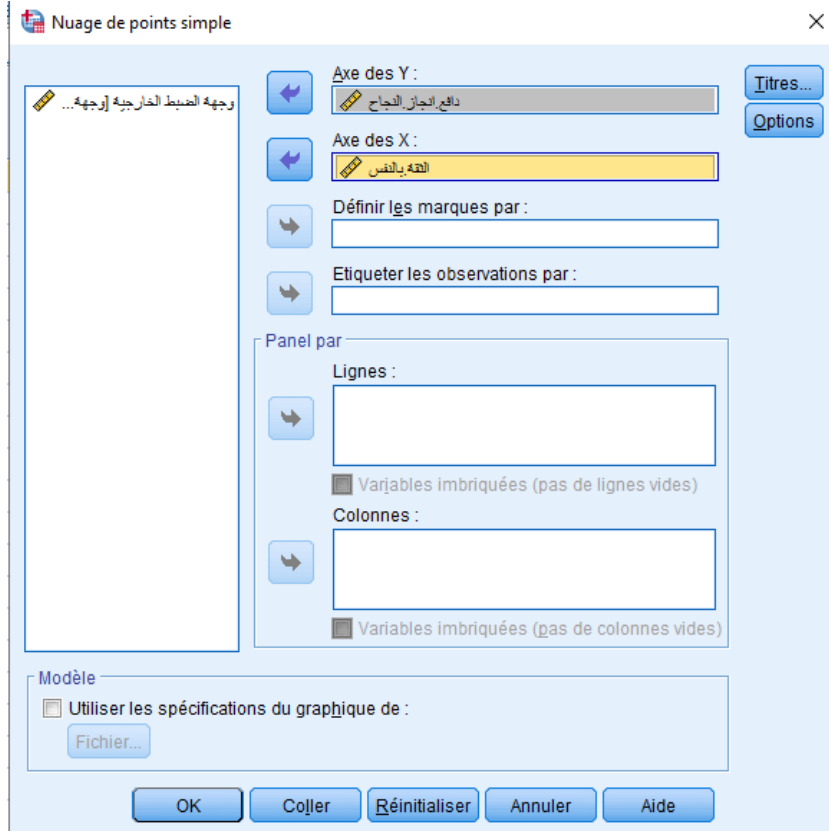 Nuage de points simple
وجهة الضبط الخارجية [وجهة...
Axe des Y :
دافع.انجاز.النجاح
Axe des X :
الثقة.بالنفس
Définir les marques par :
Etiqueter les observations par :
Titres...
Options
Panel par
Lignes :
Variables imbriquées (pas de lignes vides)
Colonnes :
Variables imbriquées (pas de colonnes vides)
Modèle
Utiliser les spécifications du graphique de :
Fichier...
OK
Coller
Réinitialiser
Annuler
Aide